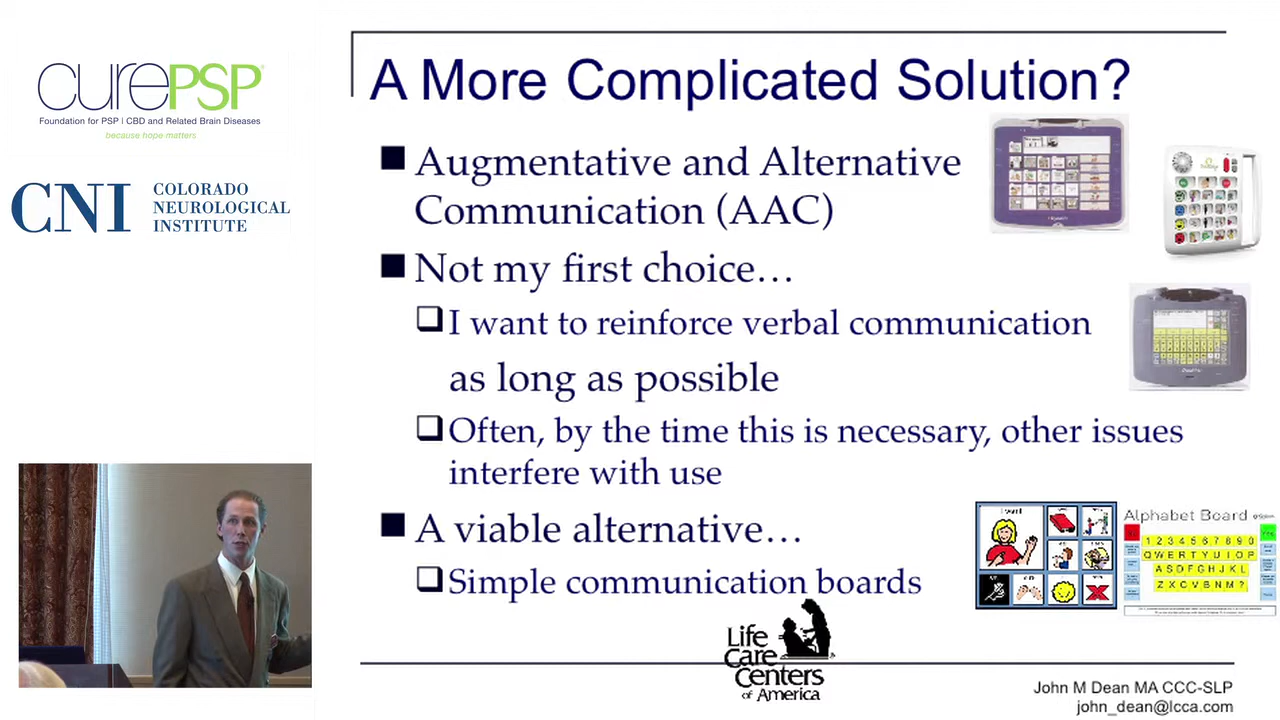 curePSP
Foundation for PSP | CBD and Related Brain Diseases
because hope matters
CNI COLORADO
NEUROLOGICAL
INSTITUTE
A More Complicated Solution?
Augmentative and Alternative
Communication (AAC)
Not my first choice…
I want to reinforce verbal communication
as long as possible
Often, by the time this is necessary, other issues
interfere with use
A viable alternative…
Simple communication boards
I want
Alphabet Board
1 2 3 4 5 6 7 8 9 0
Q W E R T Y U I O P
A S D F G H J K L
Z X C V B N M ?
Life
Care
Centers
of America
John M Dean MA CCC-SLP
john_dean@lcca.com